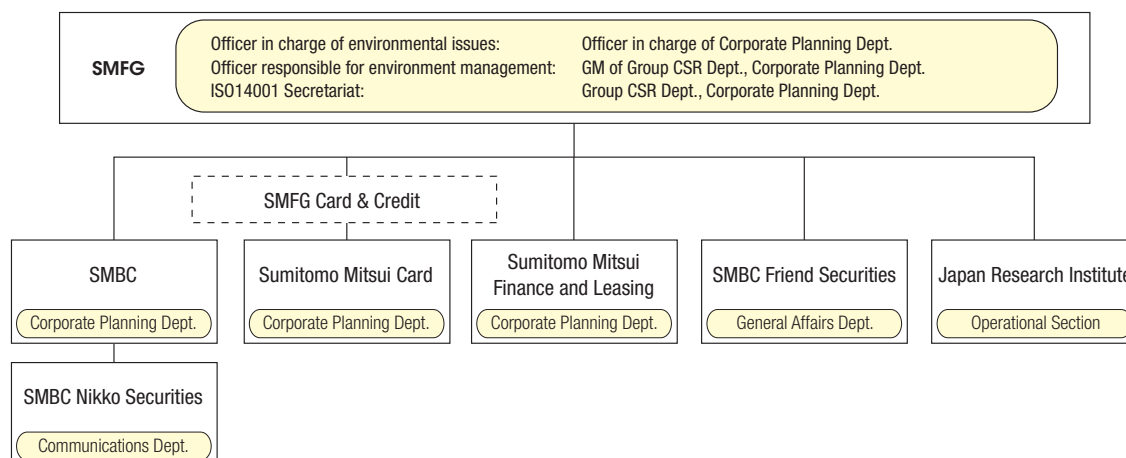 SMFG
Officer in charge of environmental issues: Officer in charge of Corporate Planning Dept.
Officer responsible for environment management: GM of Group CSR Dept., Corporate Planning Dept.
ISO14001 Secretariat: Group CSR Dept., Corporate Planning Dept.
SMFG Card & Credit
SMBC
Corporate Planning Dept.
Sumitomo Mitsui Card
Corporate Planning Dept.
Sumitomo Mitsui
Finance and Leasing
Corporate Planning Dept.
SMBC Friend Securities
General Affairs Dept.
Japan Research Institute
Operational Section
SMBC Nikko Securities
Communications Dept.